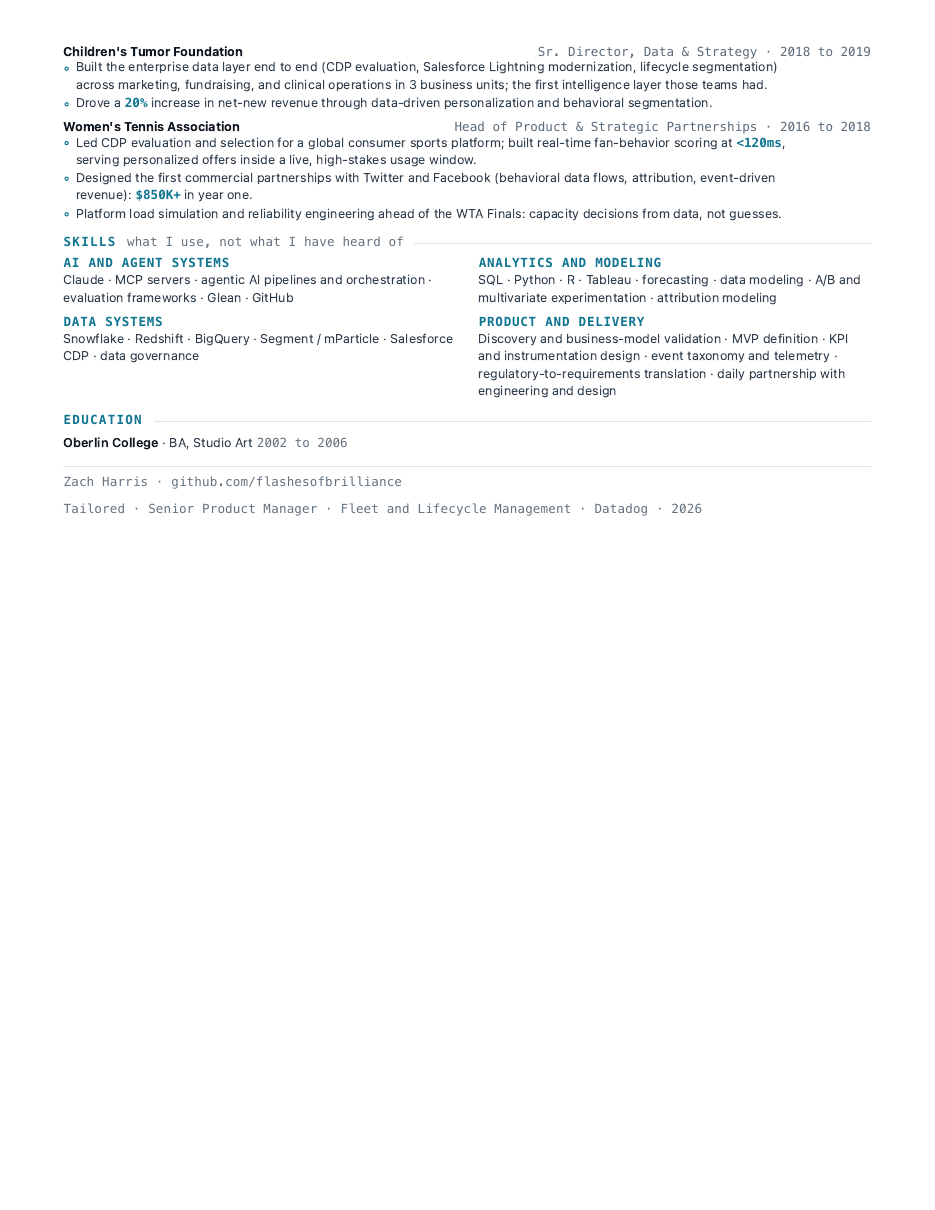 Children's Tumor Foundation Sr. Director, Data & Strategy · 2018 to 2019
Built the enterprise data layer end to end (CDP evaluation, Salesforce Lightning modernization, lifecycle segmentation)
across marketing, fundraising, and clinical operations in 3 business units; the first intelligence layer those teams had.
Drove a 20% increase in net-new revenue through data-driven personalization and behavioral segmentation.
Women's Tennis Association Head of Product & Strategic Partnerships · 2016 to 2018
Led CDP evaluation and selection for a global consumer sports platform; built real-time fan-behavior scoring at <120ms,
serving personalized offers inside a live, high-stakes usage window.
Designed the first commercial partnerships with Twitter and Facebook (behavioral data flows, attribution, event-driven
revenue): $850K+ in year one.
Platform load simulation and reliability engineering ahead of the WTA Finals: capacity decisions from data, not guesses.
SKILLS what I use, not what I have heard of
AI AND AGENT SYSTEMS
Claude · MCP servers · agentic AI pipelines and orchestration ·
evaluation frameworks · Glean · GitHub
ANALYTICS AND MODELING
SQL · Python · R · Tableau · forecasting · data modeling · A/B and
multivariate experimentation · attribution modeling
DATA SYSTEMS
Snowflake · Redshift · BigQuery · Segment / mParticle · Salesforce
CDP · data governance
PRODUCT AND DELIVERY
Discovery and business-model validation · MVP definition · KPI
and instrumentation design · event taxonomy and telemetry ·
regulatory-to-requirements translation · daily partnership with
engineering and design
EDUCATION
Oberlin College · BA, Studio Art 2002 to 2006
Zach Harris · github.com/flashesofbrilliance
Tailored · Senior Product Manager · Fleet and Lifecycle Management · Datadog · 2026